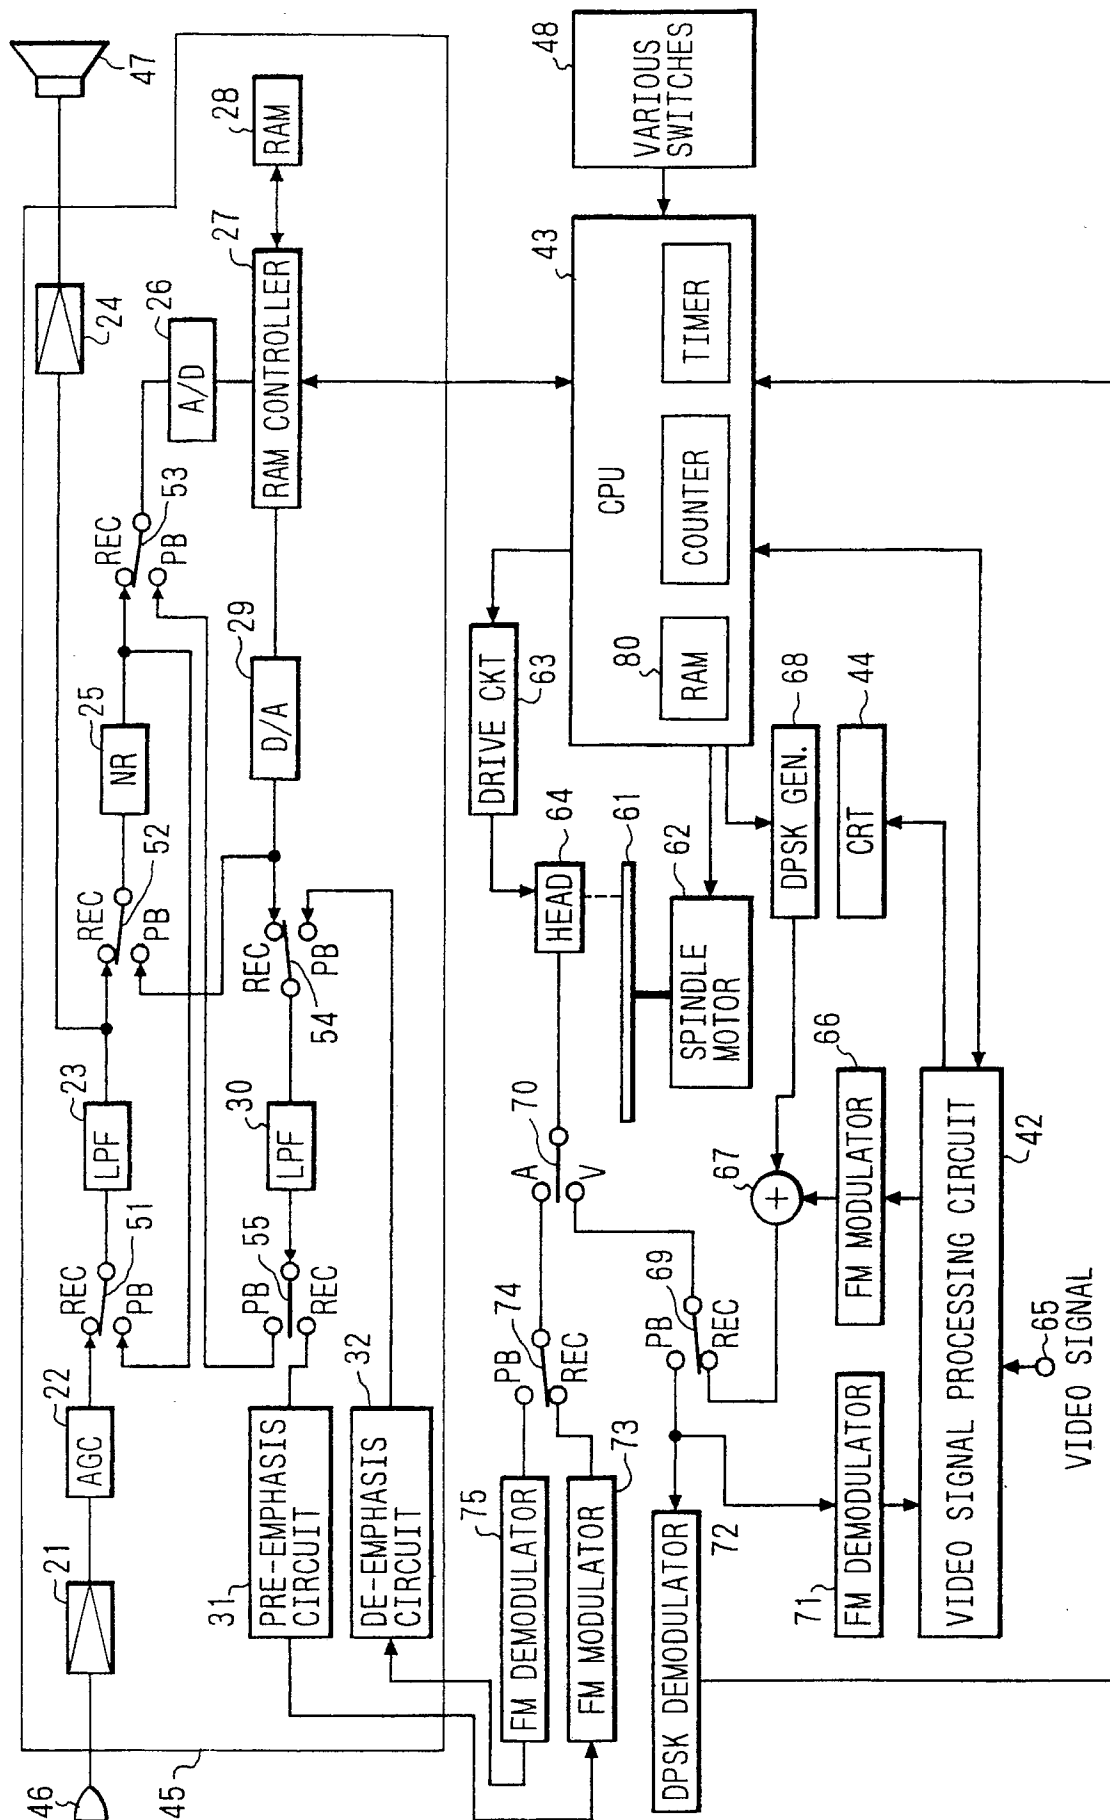 46
21
22
AGC
REC
51
PB
23
LPF
REC
52
PB
25
NR
REC
53
PB
24
47
26
A/D
27
RAM CONTROLLER
28
RAM
29
D/A
REC
PB
54
30
LPF
PB
55
REC
31
PRE-EMPHASIS
CIRCUIT
32
DE-EMPHASIS
CIRCUIT
45
75
FM DEMODULATOR
FM MODULATOR
73
PB
74
REC
A
70
V
64
HEAD
61
62
SPINDLE
MOTOR
DRIVE CKT
63
43
CPU
80
RAM
COUNTER
TIMER
48
VARIOUS
SWITCHES
DPSK DEMODULATOR
72
PB
69
REC
67
+
DPSK GEN.
68
CRT
44
71
FM DEMODULATOR
FM MODULATOR
66
VIDEO SIGNAL PROCESSING CIRCUIT
42
65
VIDEO SIGNAL